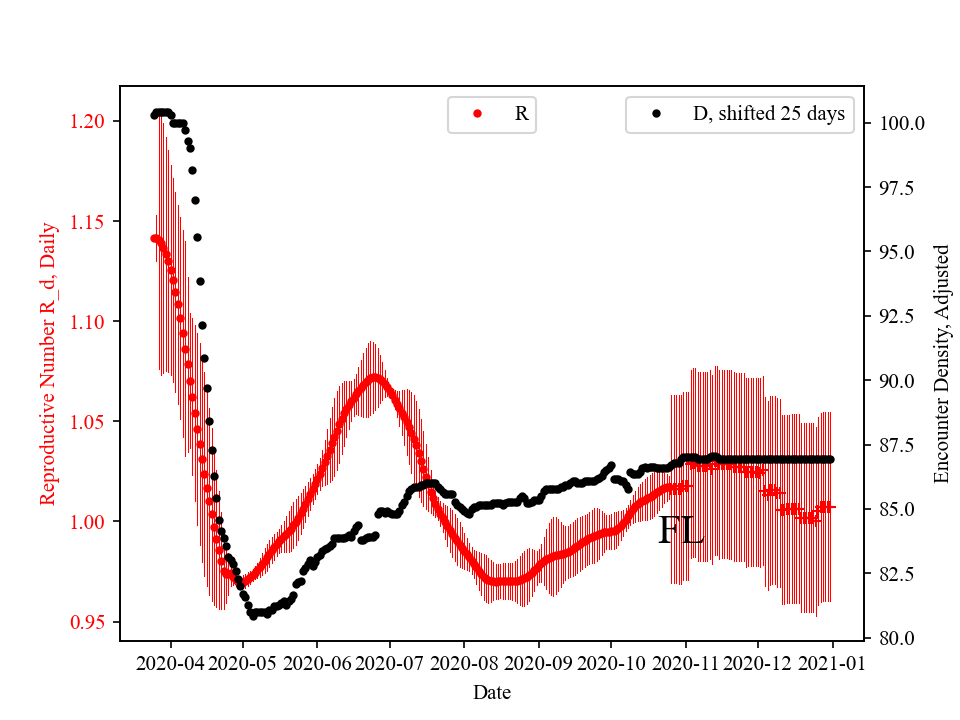 R
D, shifted 25 days
1.20
1.15
1.10
1.05
1.00
0.95
Reproductive Number R_d, Daily
100.0
97.5
95.0
92.5
90.0
87.5
85.0
82.5
80.0
Encounter Density, Adjusted
FL
2020-04 2020-05 2020-06 2020-07 2020-08 2020-09 2020-10 2020-11 2020-12 2021-01
Date